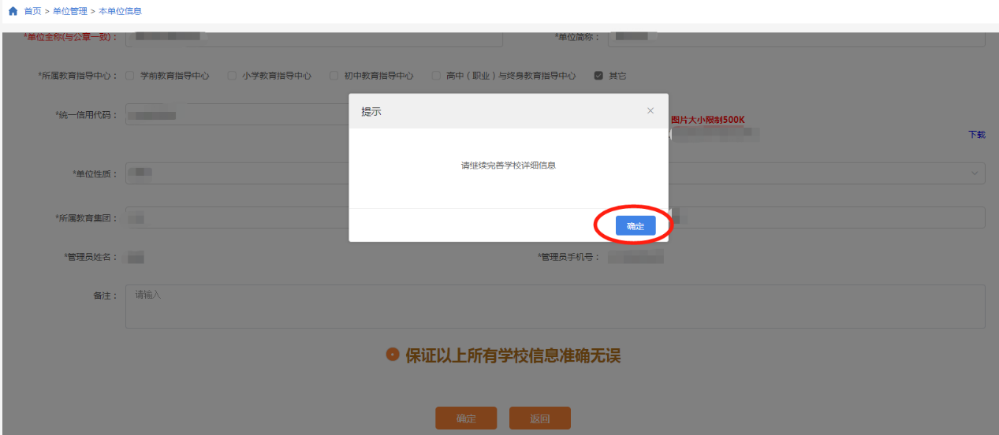 首页 > 单位管理 > 本单位信息
*单位全称(与公章一致)： *单位简称：
*所属教育指导中心： 学前教育指导中心 小学教育指导中心 初中教育指导中心 高中（职业）与终身教育指导中心 其它
提示
*统一信用代码：
图片大小限制500K
下载
请继续完善学校详细信息
*单位性质：
*所属教育集团：
确定
*管理员姓名： *管理员手机号：
备注： 请输入
保证以上所有学校信息准确无误
确定 返回